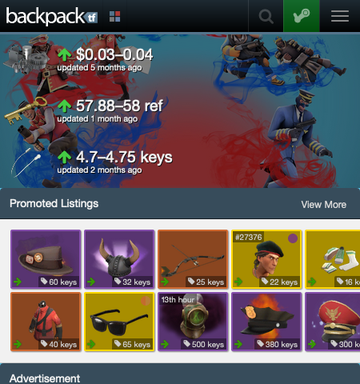 backpack tf
$0.03–0.04
updated 5 months ago
57.88–58 ref
updated 1 month ago
4.7–4.75 keys
updated 2 months ago
Promoted Listings
View More
60 keys
32 keys
25 keys
#27376
22 keys
16 ke
40 keys
65 keys
13th hour
500 keys
380 keys
300 k
Advertisement